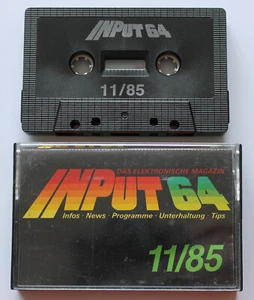 INPUT 64
11/85
DAS ELEKTRONISCHE MAGAZIN
INPUT 64
Infos · News · Programme · Unterhaltung · Tips
11/85